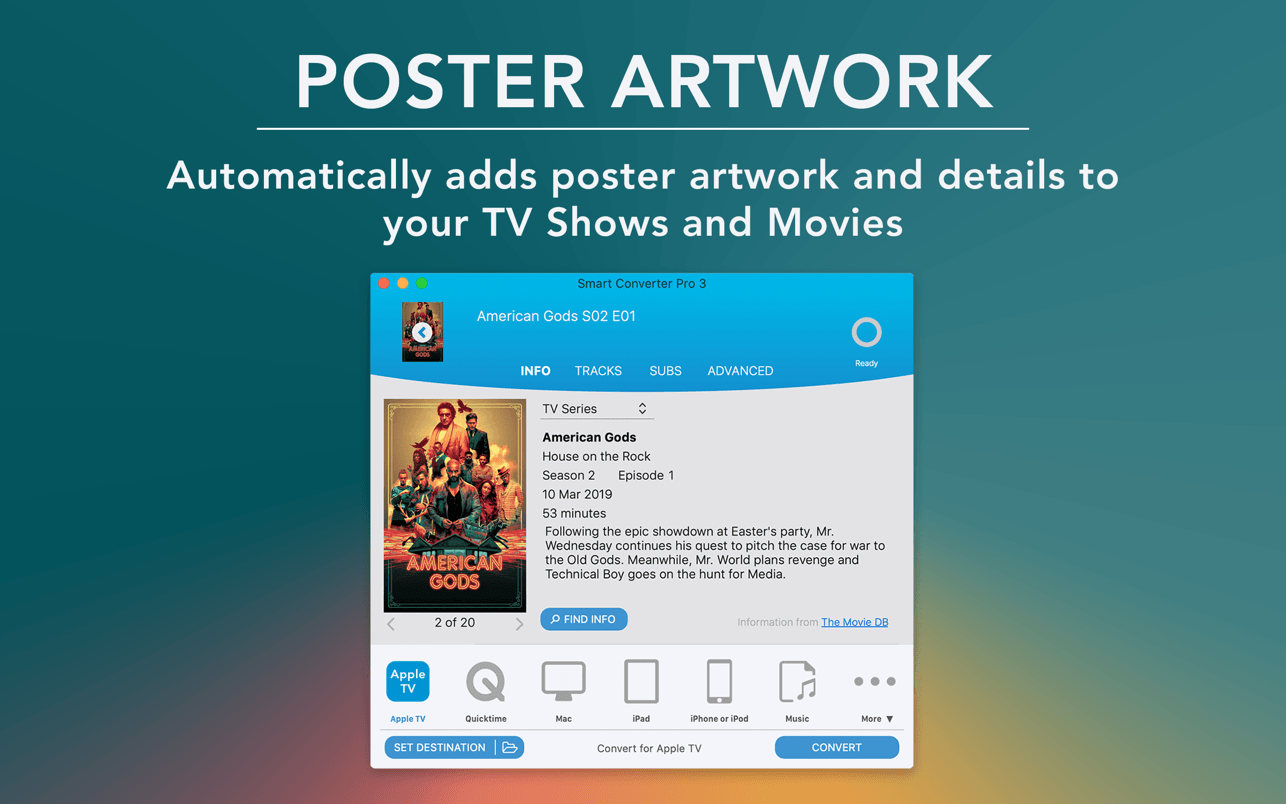 POSTER ARTWORK
Automatically adds poster artwork and details to
your TV Shows and Movies
Smart Converter Pro 3
AMERICAN
GODS
American Gods S02 E01
Ready
INFO TRACKS SUBS ADVANCED
AMERICAN
GODS
2 of 20
TV Series
American Gods
House on the Rock
Season 2 Episode 1
10 Mar 2019
53 minutes
Following the epic showdown at Easter's party, Mr.
Wednesday continues his quest to pitch the case for war to
the Old Gods. Meanwhile, Mr. World plans revenge and
Technical Boy goes on the hunt for Media.
FIND INFO
Information from The Movie DB
Apple
TV
Apple TV Quicktime Mac iPad iPhone or iPod Music More ▼
SET DESTINATION
Convert for Apple TV
CONVERT